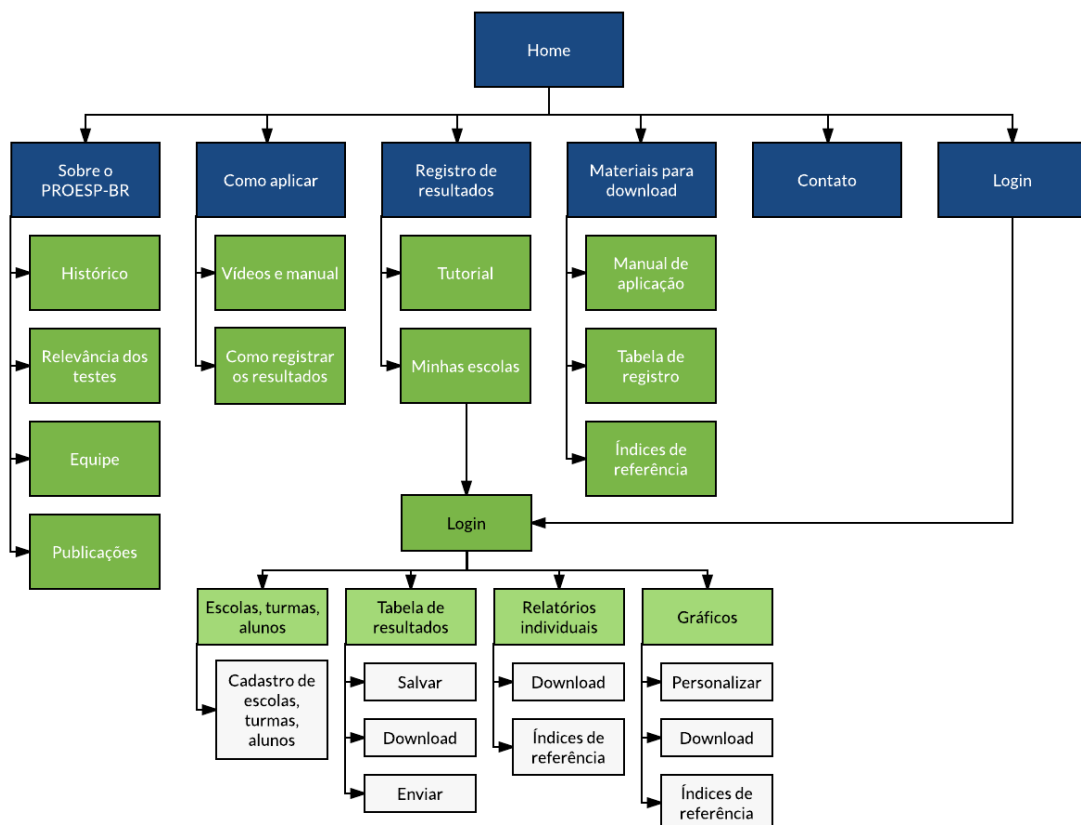 Home
Sobre o
PROESP-BR
Como aplicar
Registro de
resultados
Materiais para
download
Contato
Login
Histórico
Relevância dos
testes
Equipe
Publicações
Vídeos e manual
Como registrar
os resultados
Tutorial
Minhas escolas
Manual de
aplicação
Tabela de
registro
Índices de
referência
Login
Escolas, turmas,
alunos
Cadastro de
escolas,
turmas,
alunos
Tabela de
resultados
Salvar
Download
Enviar
Relatórios
individuais
Download
Índices de
referência
Gráficos
Personalizar
Download
Índices de
referência